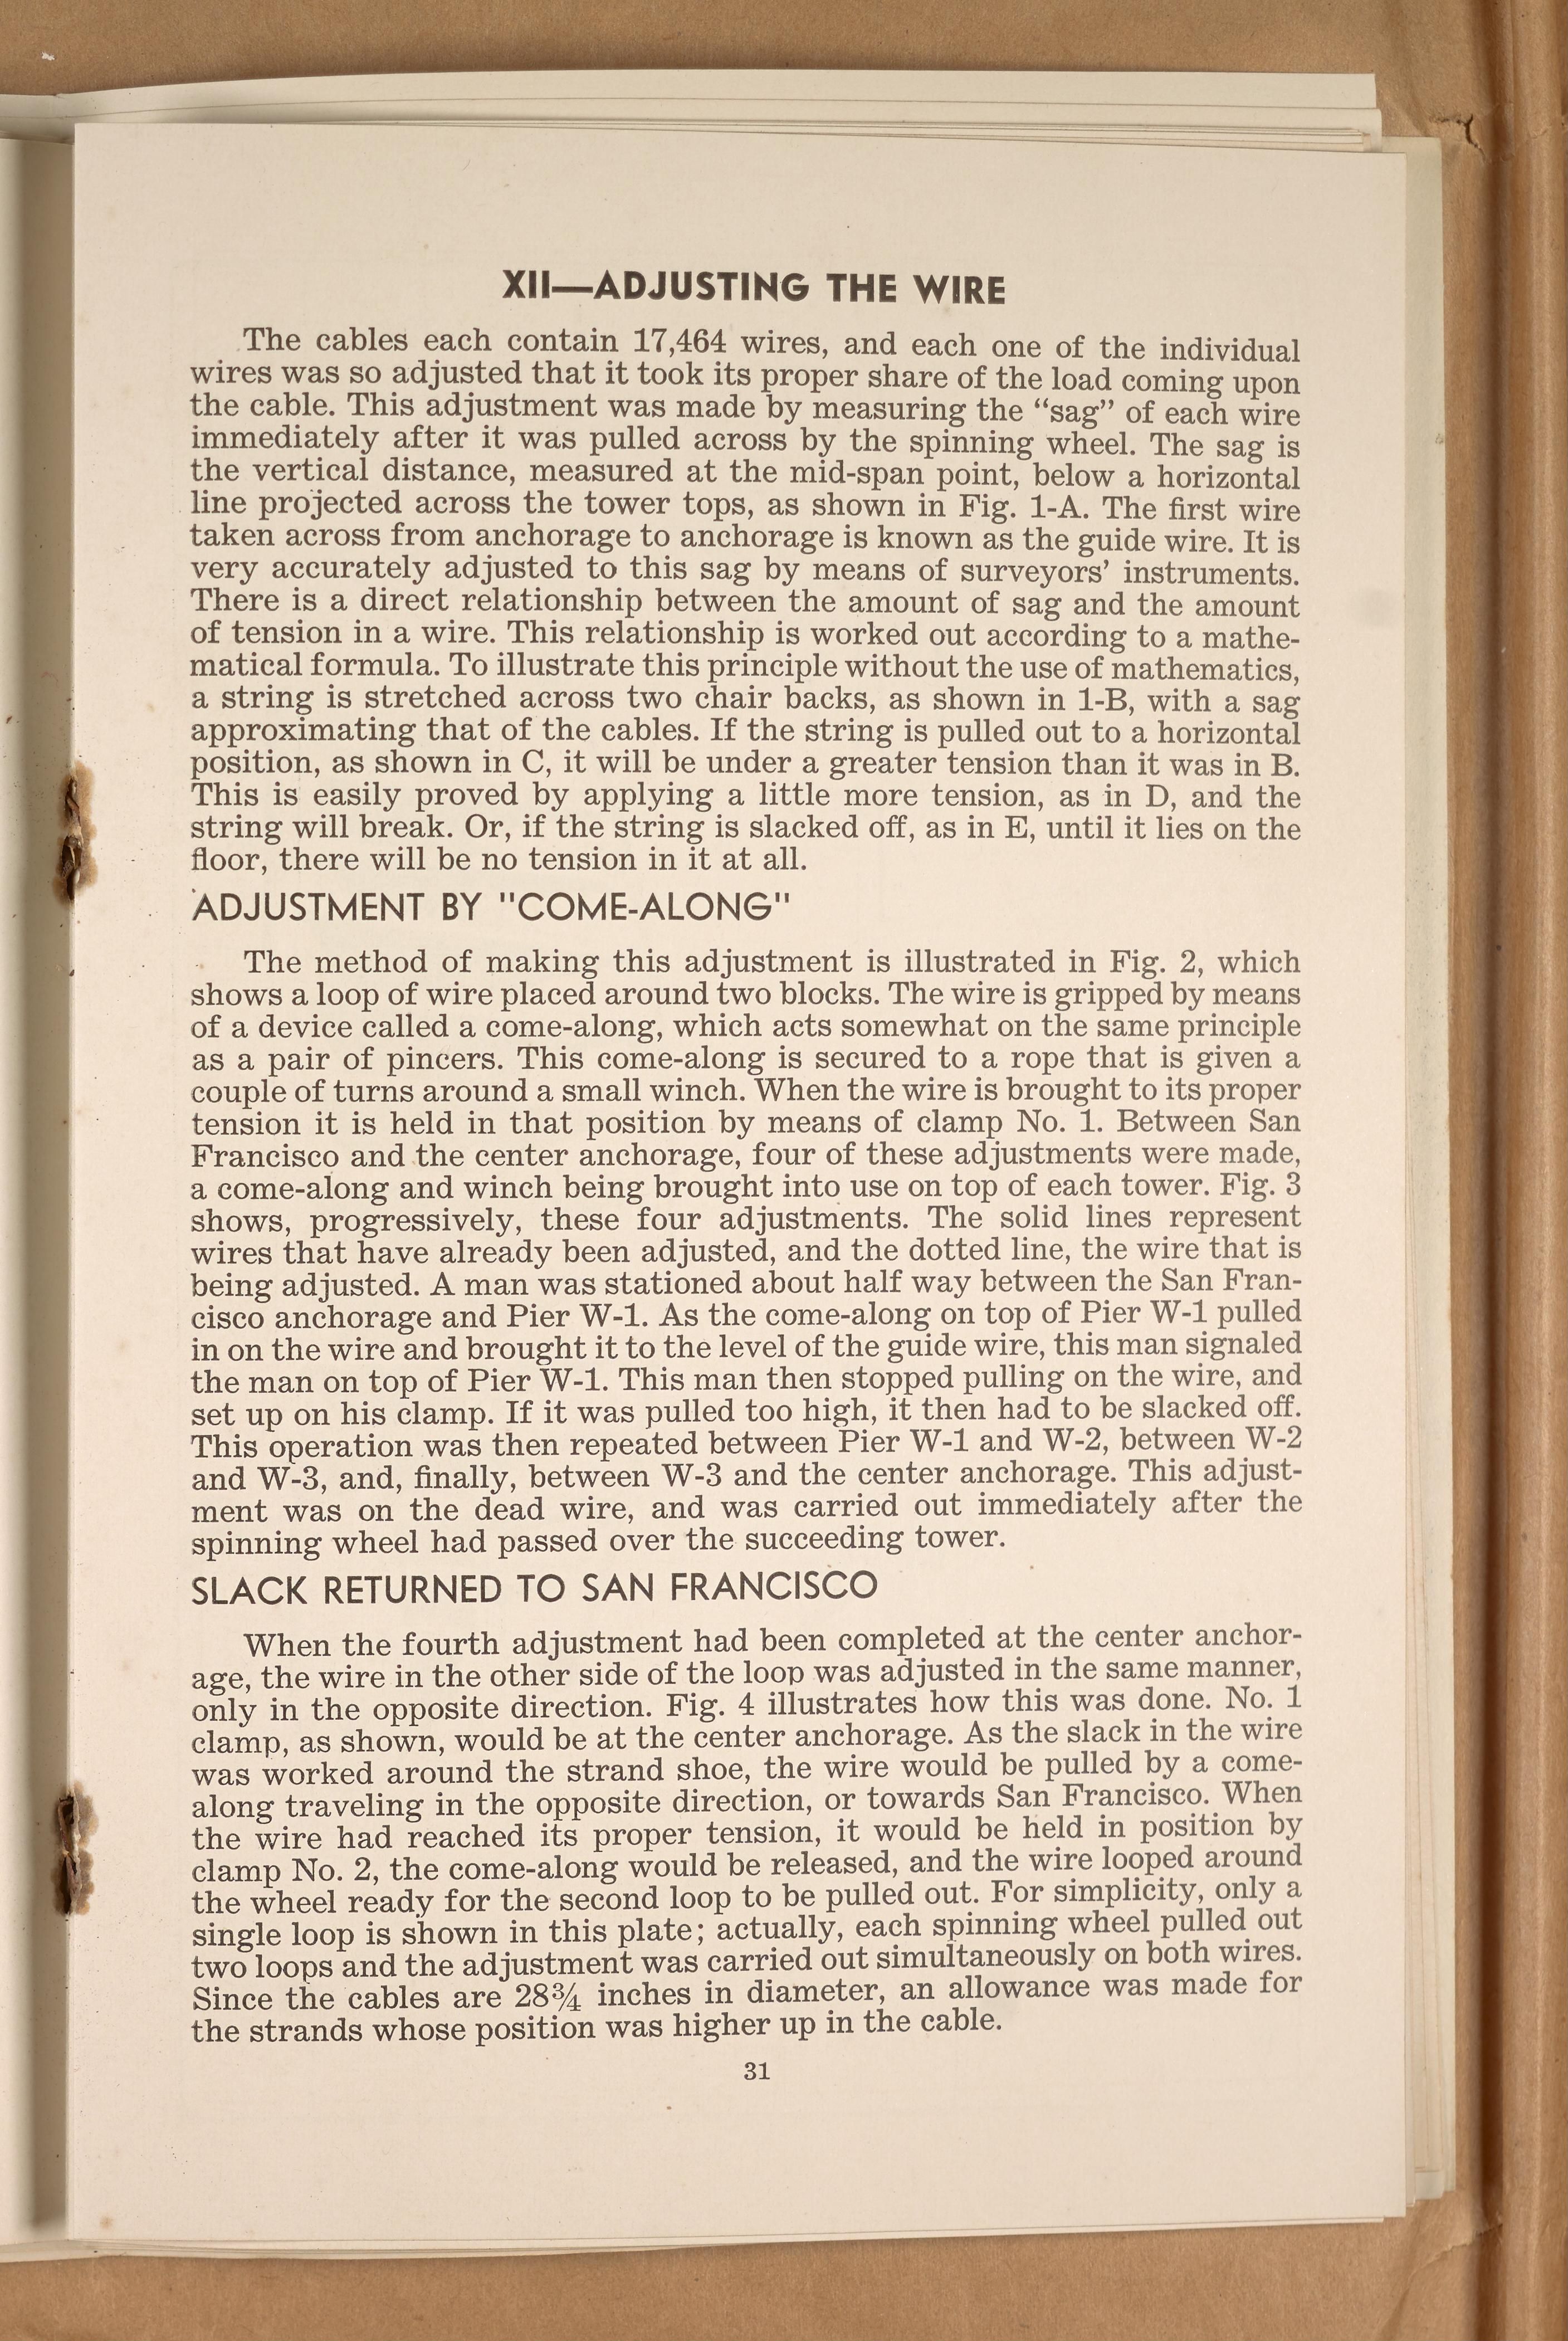 XII—ADJUSTING THE WIRE
The cables each contain 17,464 wires, and each one of the individual
wires was so adjusted that it took its proper share of the load coming upon
the cable. This adjustment was made by measuring the “sag” of each wire
immediately after it was pulled across by the spinning wheel. The sag is
the vertical distance, measured at the mid-span point, below a horizontal
line projected across the tower tops, as shown in Fig. 1-A. The first wire
taken across from anchorage to anchorage is known as the guide wire. It is
very accurately adjusted to this sag by means of surveyors’ instruments.
There is a direct relationship between the amount of sag and the amount
of tension in a wire. This relationship is worked out according to a mathe-
matical formula. To illustrate this principle without the use of mathematics,
a string is stretched across two chair backs, as shown in 1-B, with a sag
approximating that of the cables. If the string is pulled out to a horizontal
position, as shown in C, it will be under a greater tension than it was in B.
This is easily proved by applying a little more tension, as in D, and the
string will break. Or, if the string is slacked off, as in E, until it lies on the
floor, there will be no tension in it at all.
ADJUSTMENT BY "COME-ALONG"
The method of making this adjustment is illustrated in Fig. 2, which
shows a loop of wire placed around two blocks. The wire is gripped by means
of a device called a come-along, which acts somewhat on the same principle
as a pair of pincers. This come-along is secured to a rope that is given a
couple of turns around a small winch. When the wire is brought to its proper
tension it is held in that position by means of clamp No. 1. Between San
Francisco and the center anchorage, four of these adjustments were made,
a come-along and winch being brought into use on top of each tower. Fig. 3
shows, progressively, these four adjustments. The solid lines represent
wires that have already been adjusted, and the dotted line, the wire that is
being adjusted. A man was stationed about half way between the San Fran-
cisco anchorage and Pier W-1. As the come-along on top of Pier W-1 pulled
in on the wire and brought it to the level of the guide wire, this man signaled
the man on top of Pier W-1. This man then stopped pulling on the wire, and
set up on his clamp. If it was pulled too high, it then had to be slacked off.
This operation was then repeated between Pier W-1 and W-2, between W-2
and W-3, and, finally, between W-3 and the center anchorage. This adjust-
ment was on the dead wire, and was carried out immediately after the
spinning wheel had passed over the succeeding tower.
SLACK RETURNED TO SAN FRANCISCO
When the fourth adjustment had been completed at the center anchor-
age, the wire in the other side of the loop was adjusted in the same manner,
only in the opposite direction. Fig. 4 illustrates how this was done. No. 1
clamp, as shown, would be at the center anchorage. As the slack in the wire
was worked around the strand shoe, the wire would be pulled by a come-
along traveling in the opposite direction, or towards San Francisco. When
the wire had reached its proper tension, it would be held in position by
clamp No. 2, the come-along would be released, and the wire looped around
the wheel ready for the second loop to be pulled out. For simplicity, only a
single loop is shown in this plate; actually, each spinning wheel pulled out
two loops and the adjustment was carried out simultaneously on both wires.
Since the cables are 28¾ inches in diameter, an allowance was made for
the strands whose position was higher up in the cable.
31